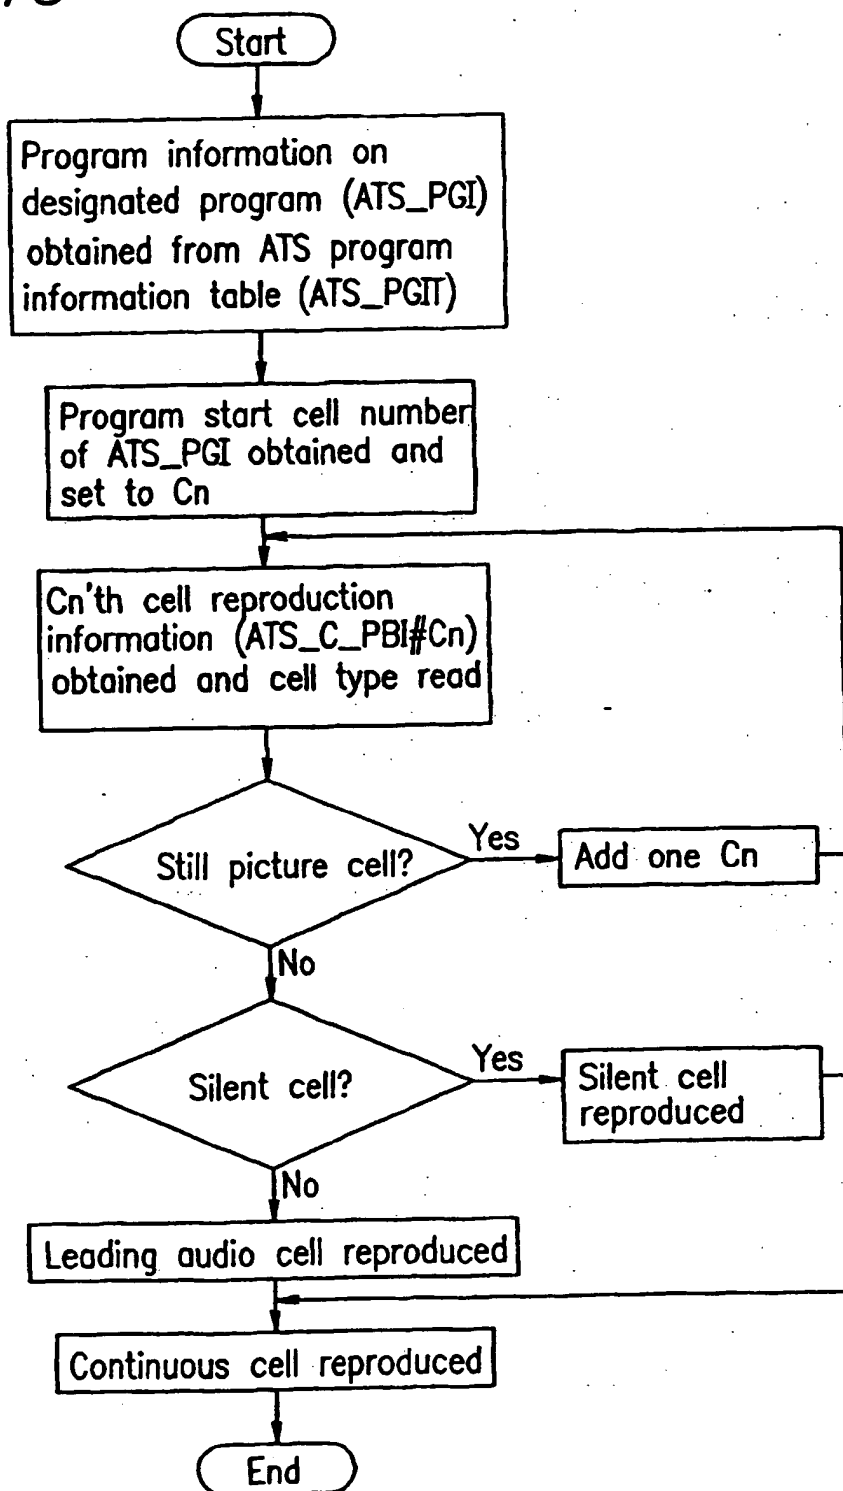 Start
Program information on
designated program (ATS_PGI)
obtained from ATS program
information table (ATS_PGIT)
Program start cell number
of ATS_PGI obtained and
set to Cn
Cn'th cell reproduction
information (ATS_C_PBI#Cn)
obtained and cell type read
Still picture cell?
Yes
Add one Cn
No
Silent cell?
Yes
Silent cell
reproduced
No
Leading audio cell reproduced
Continuous cell reproduced
End